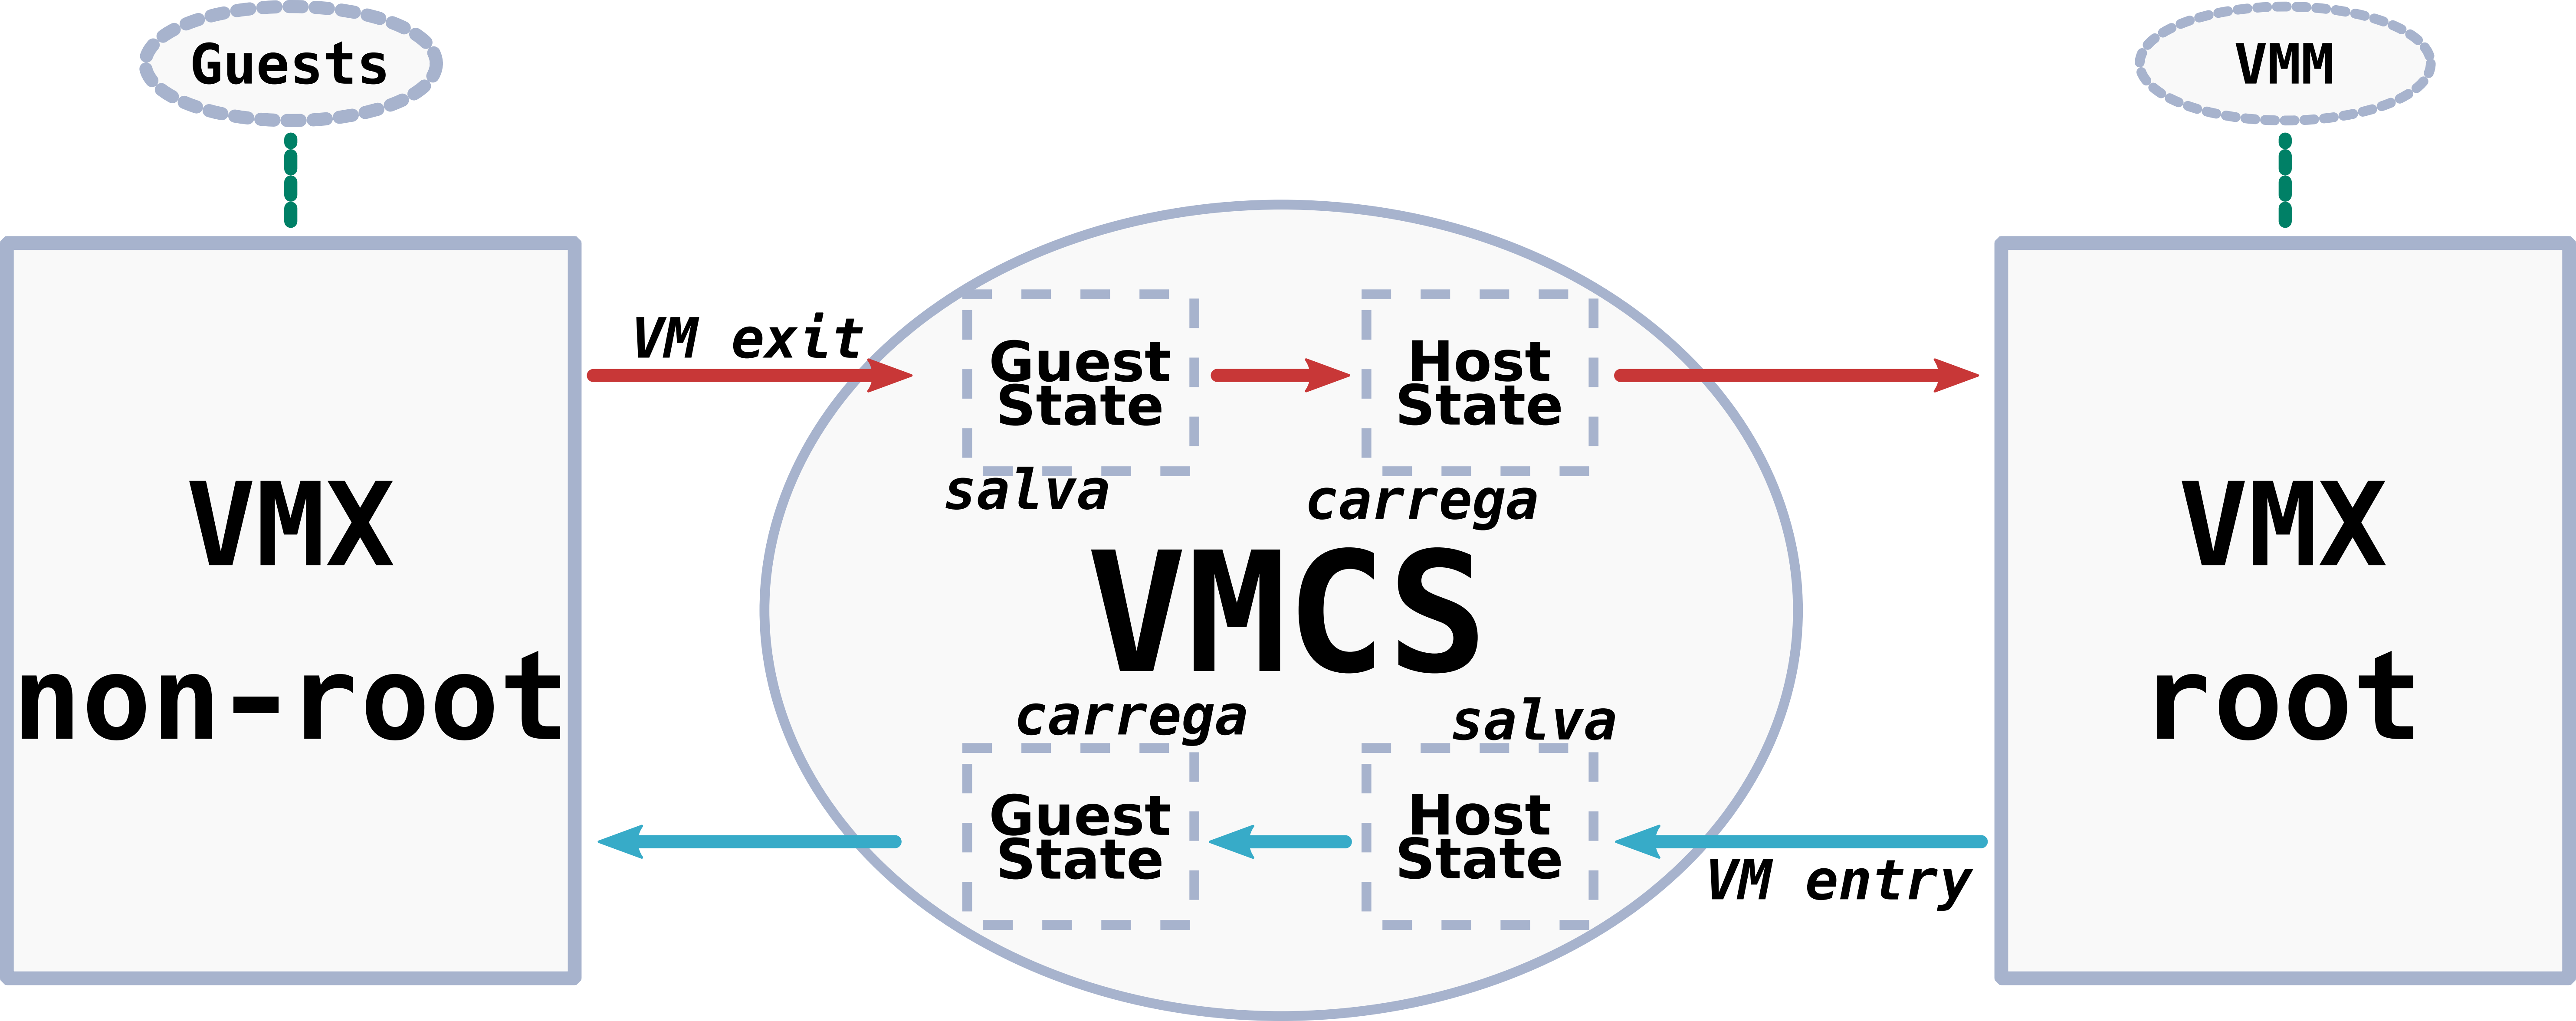 Guests
VMM
VM exit
Guest
State
Host
State
salva
carrega
VMX
non-root
VMCS
VMX
root
carrega
salva
Guest
State
Host
State
VM entry